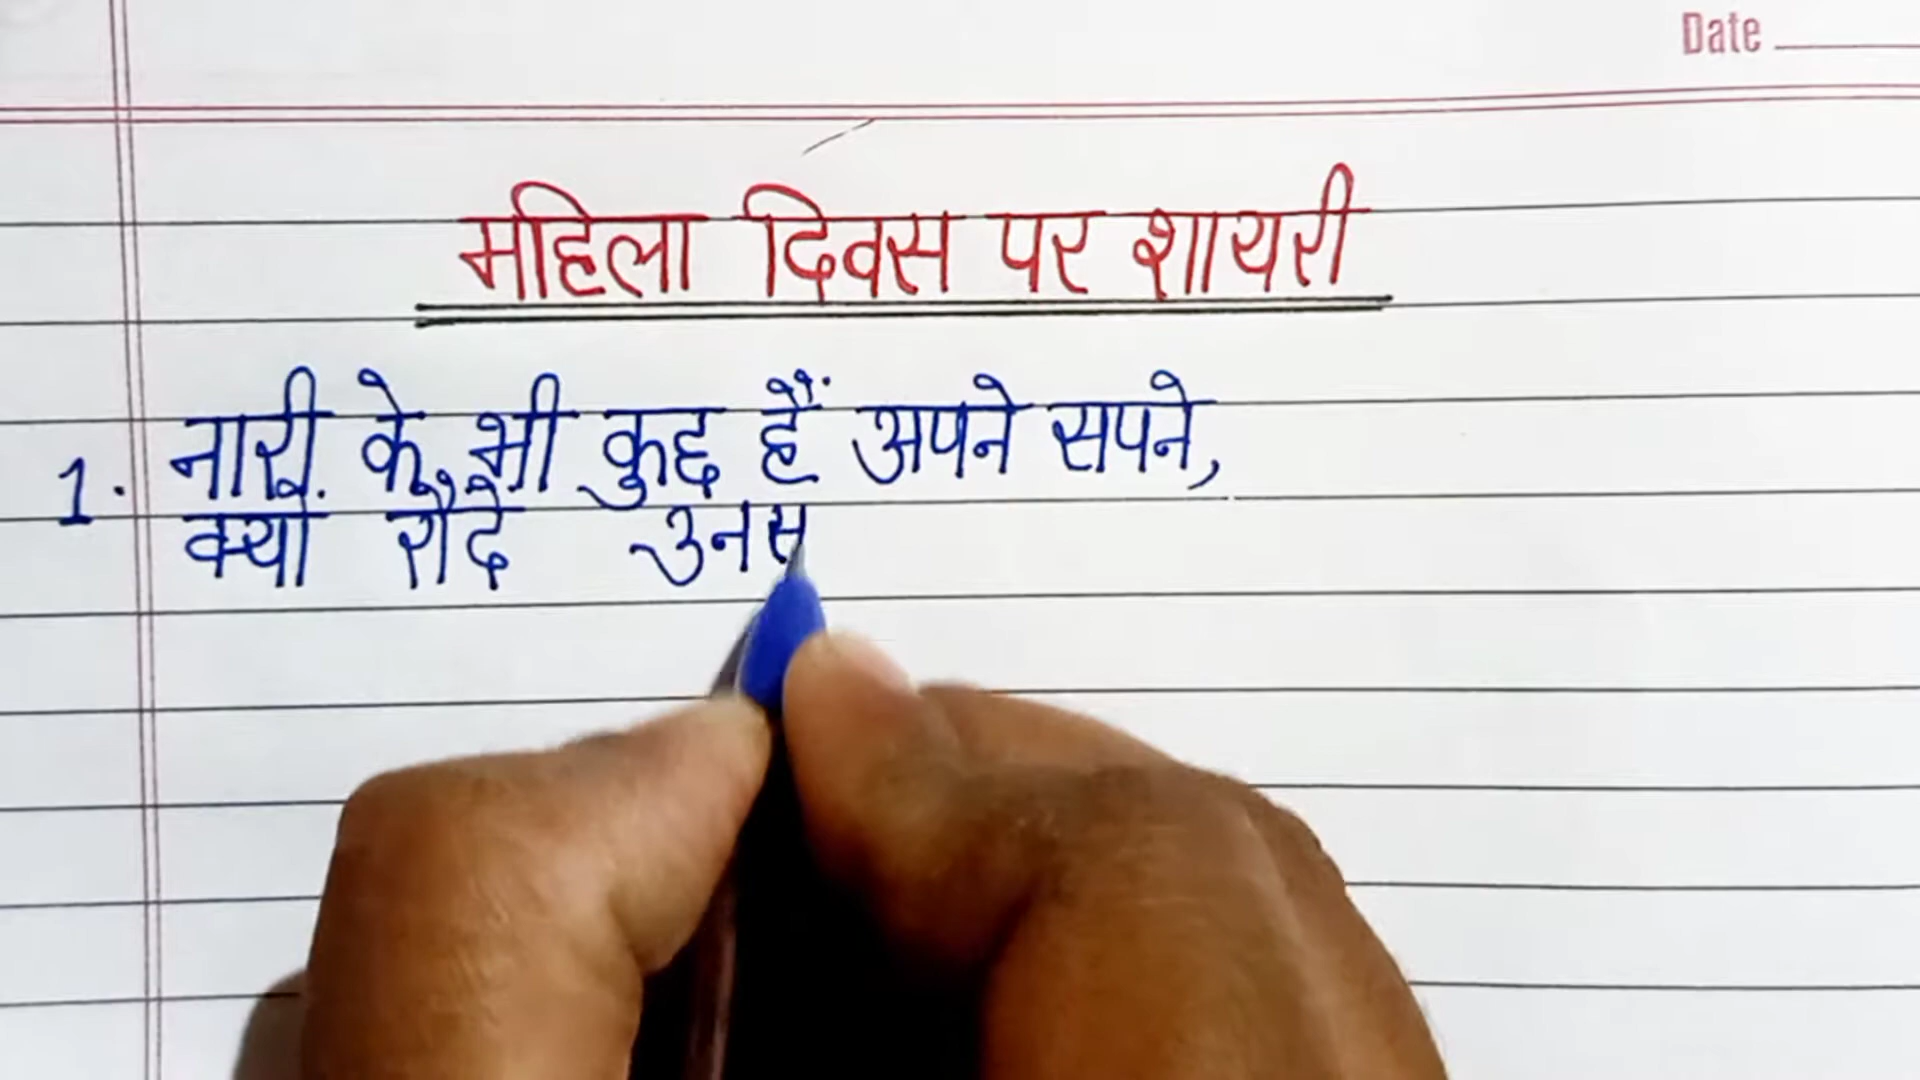 Date
महिला दिवस पर शायरी
1. नारी के भी कुछ हैं अपने सपने,
क्यों रौंदे उनस